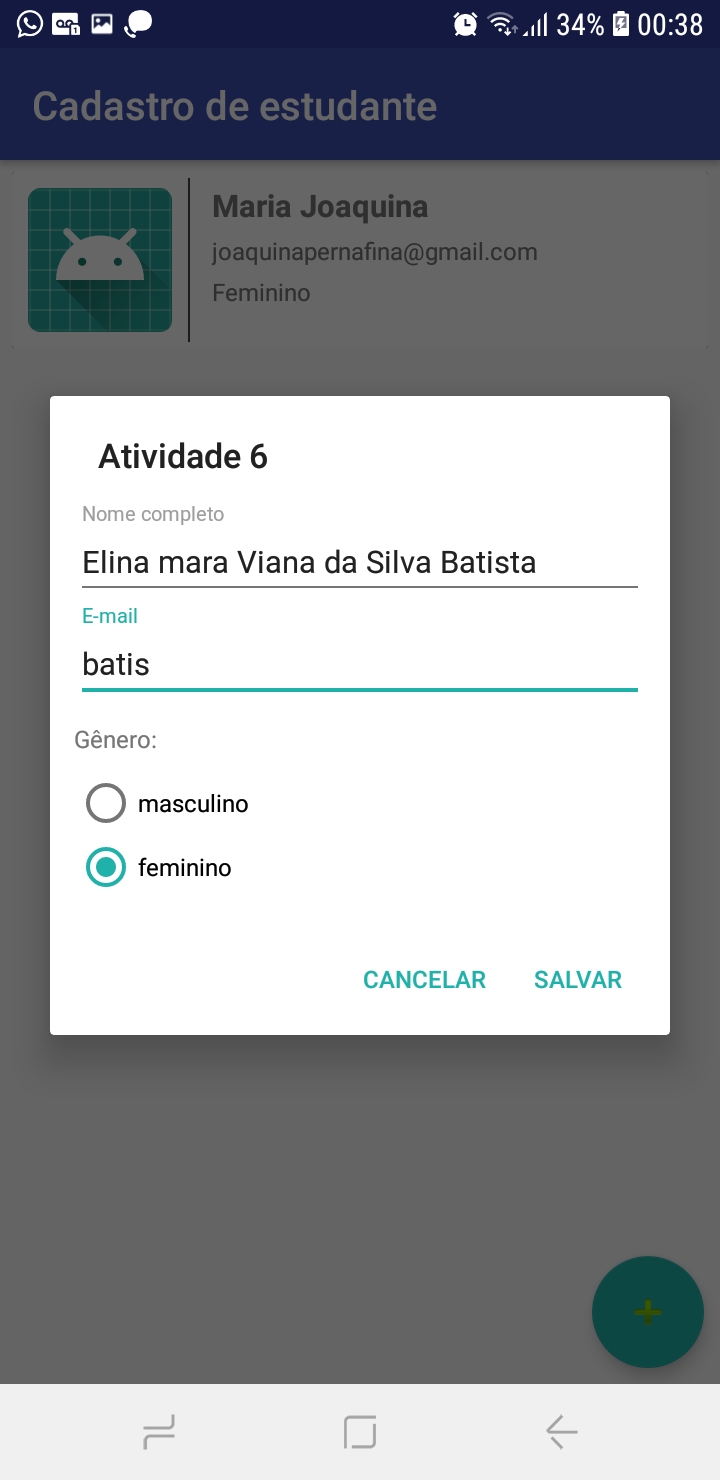 34% 00:38
Cadastro de estudante
Maria Joaquina
joaquinapernafina@gmail.com
Feminino
Atividade 6
Nome completo
Elina mara Viana da Silva Batista
E-mail
batis
Gênero:
masculino
feminino
CANCELAR SALVAR
+